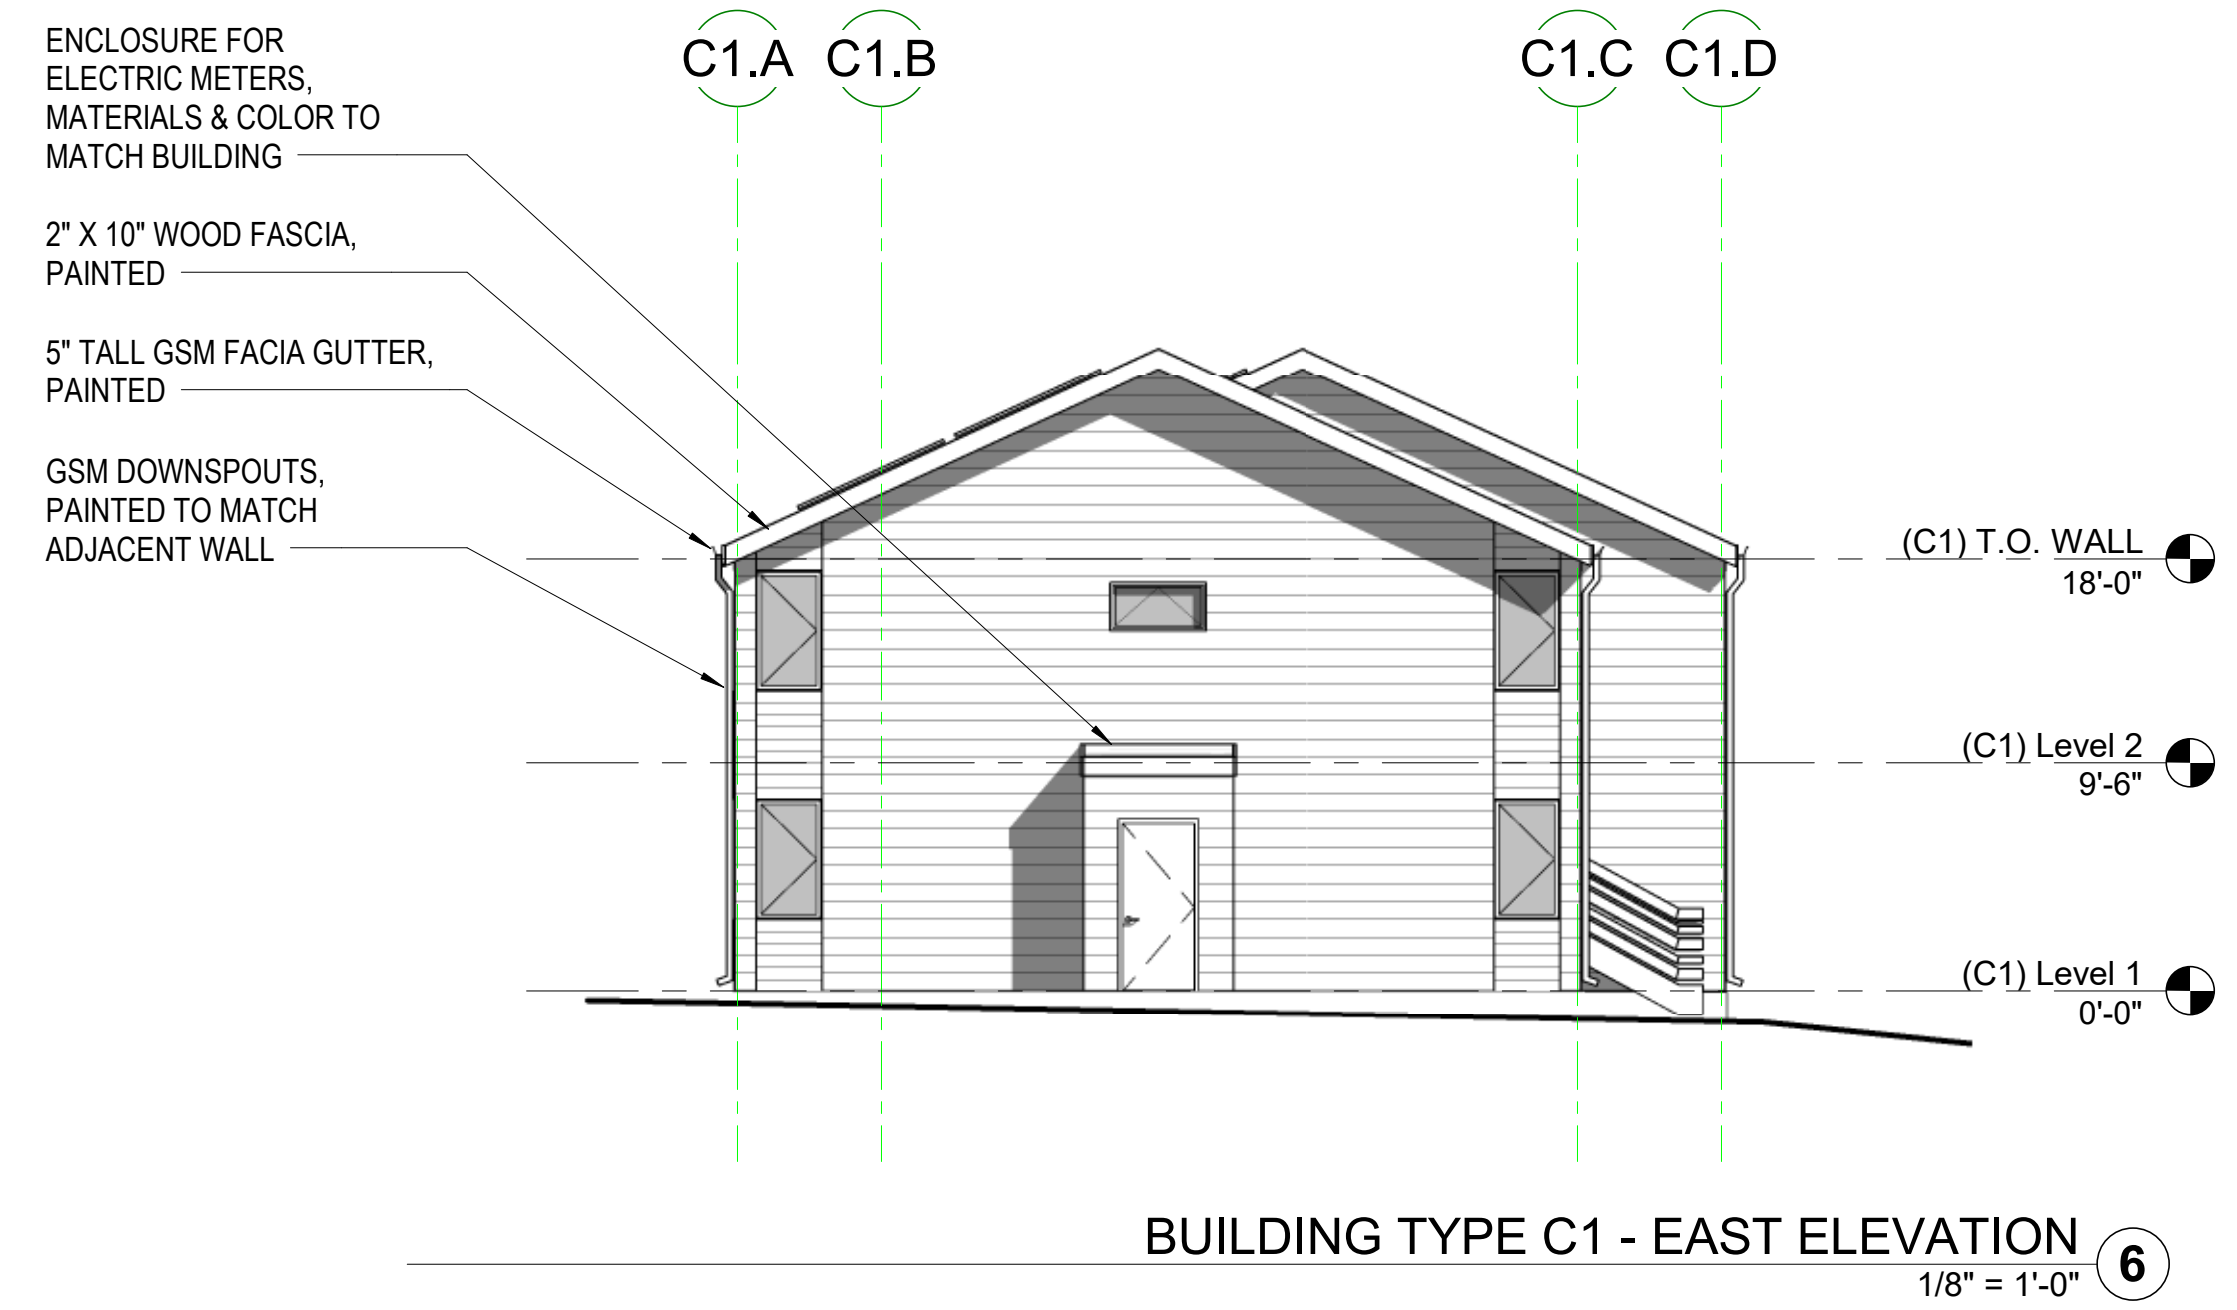 C1.A
C1.B
C1.C
C1.D
ENCLOSURE FOR
ELECTRIC METERS,
MATERIALS & COLOR TO
MATCH BUILDING
2" X 10" WOOD FASCIA,
PAINTED
5" TALL GSM FACIA GUTTER,
PAINTED
GSM DOWNSPOUTS,
PAINTED TO MATCH
ADJACENT WALL
(C1) T.O. WALL
18'-0"
(C1) Level 2
9'-6"
(C1) Level 1
0'-0"
BUILDING TYPE C1 - EAST ELEVATION
1/8" = 1'-0"
6